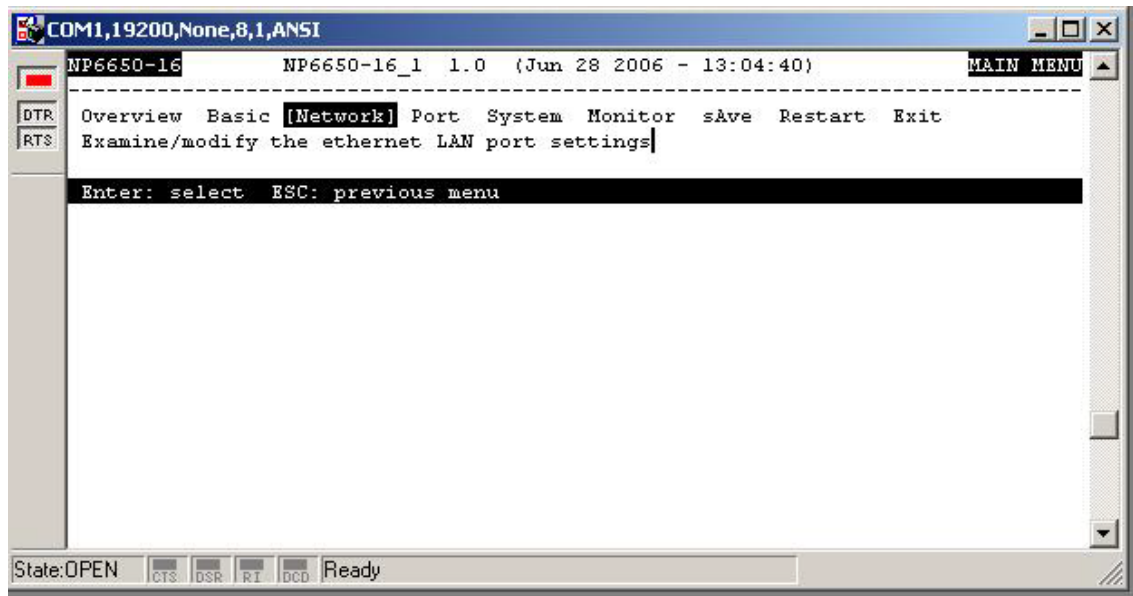 COM1,19200,None,8,1,ANSI
NP6650-16 NP6650-16_1 1.0 (Jun 28 2006 - 13:04:40) MAIN MENU
--------------------------------------------------------------------------------
DTR
RTS
Overview Basic [Network] Port System Monitor sAve Restart Exit
Examine/modify the ethernet LAN port settings
Enter: select ESC: previous menu
State:OPEN CTS DSR RI DCD Ready